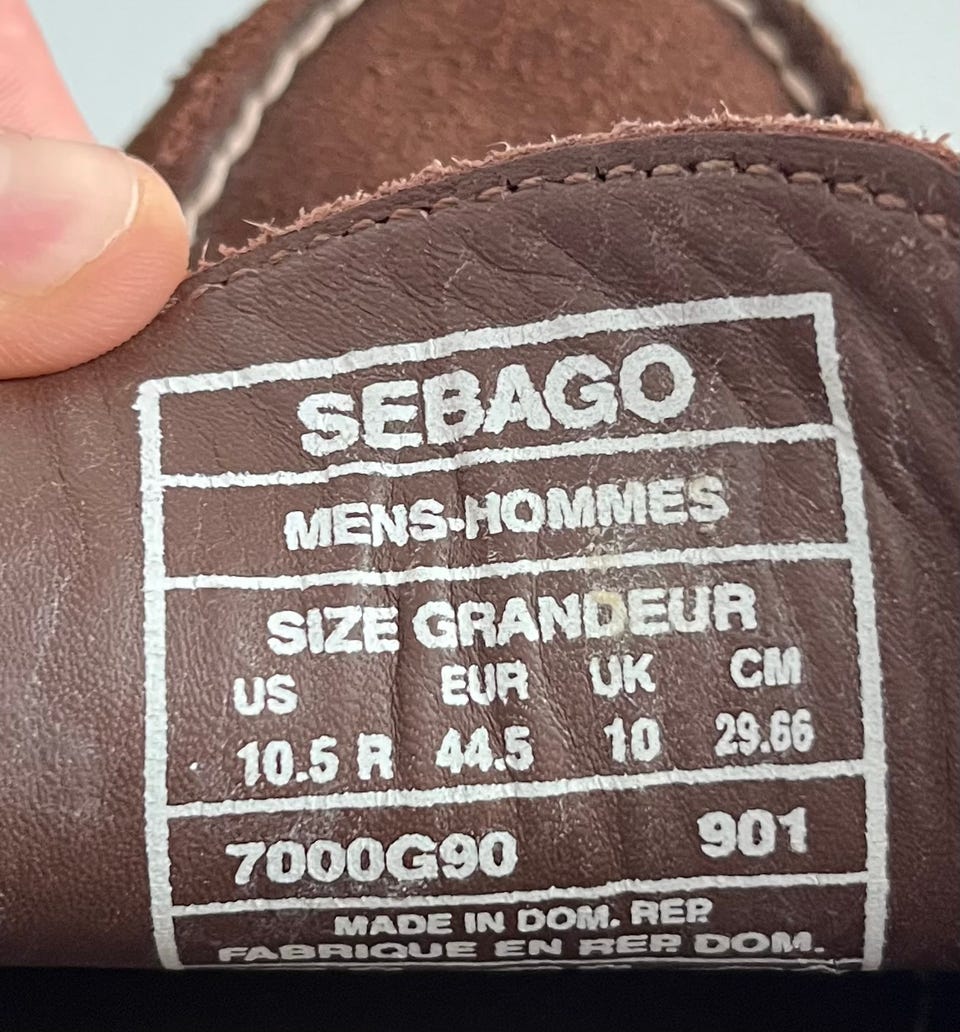 SEBAGO
MENS-HOMMES
SIZE GRANDEUR
US EUR UK CM
10.5 R 44.5 10 29.66
7000G90 901
MADE IN DOM. REP.
FABRIQUE EN REP. DOM.